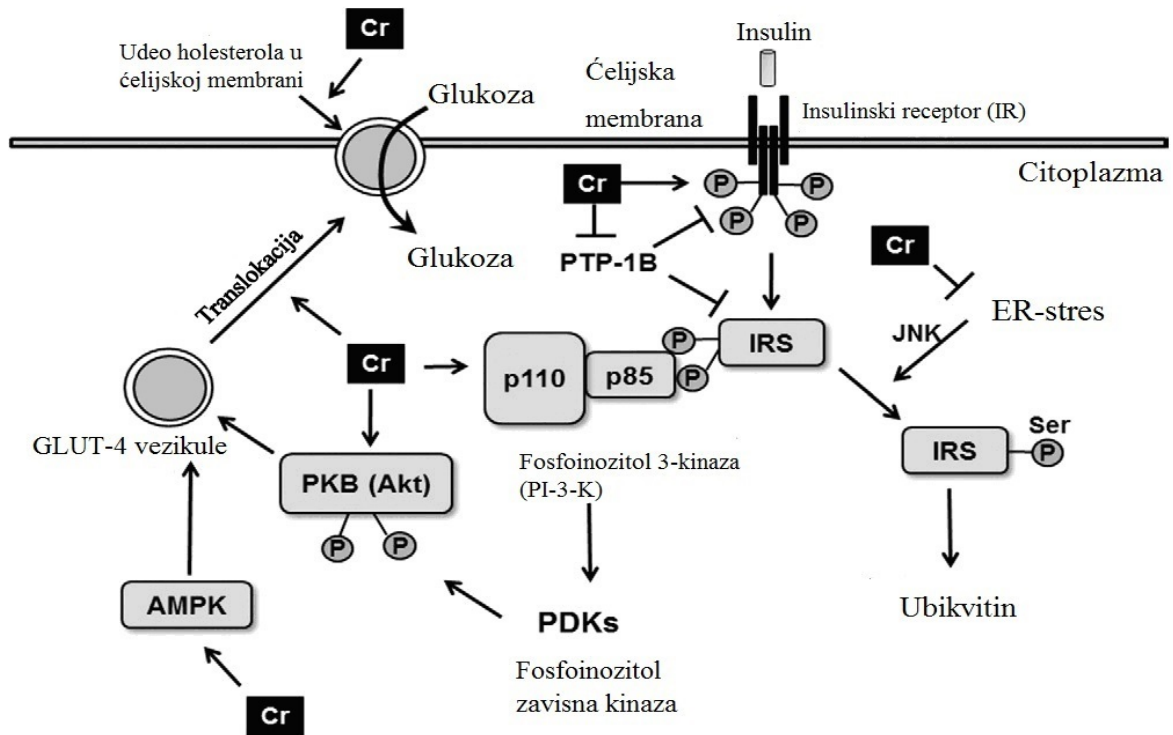 Cr
Udeo holesterola u
ćelijskoj membrani
Glukoza
Ćelijska
membrana
Insulin
Insulinski receptor (IR)
Citoplazma
Cr
P
P
P
P
Glukoza
PTP-1B
Cr
ER-stres
JNK
Translokacija
Cr
p110
p85
P
P
IRS
GLUT-4 vezikule
PKB (Akt)
P
P
Fosfoinozitol 3-kinaza
(PI-3-K)
IRS
Ser
P
AMPK
PDKs
Ubikvitin
Fosfoinozitol
zavisna kinaza
Cr